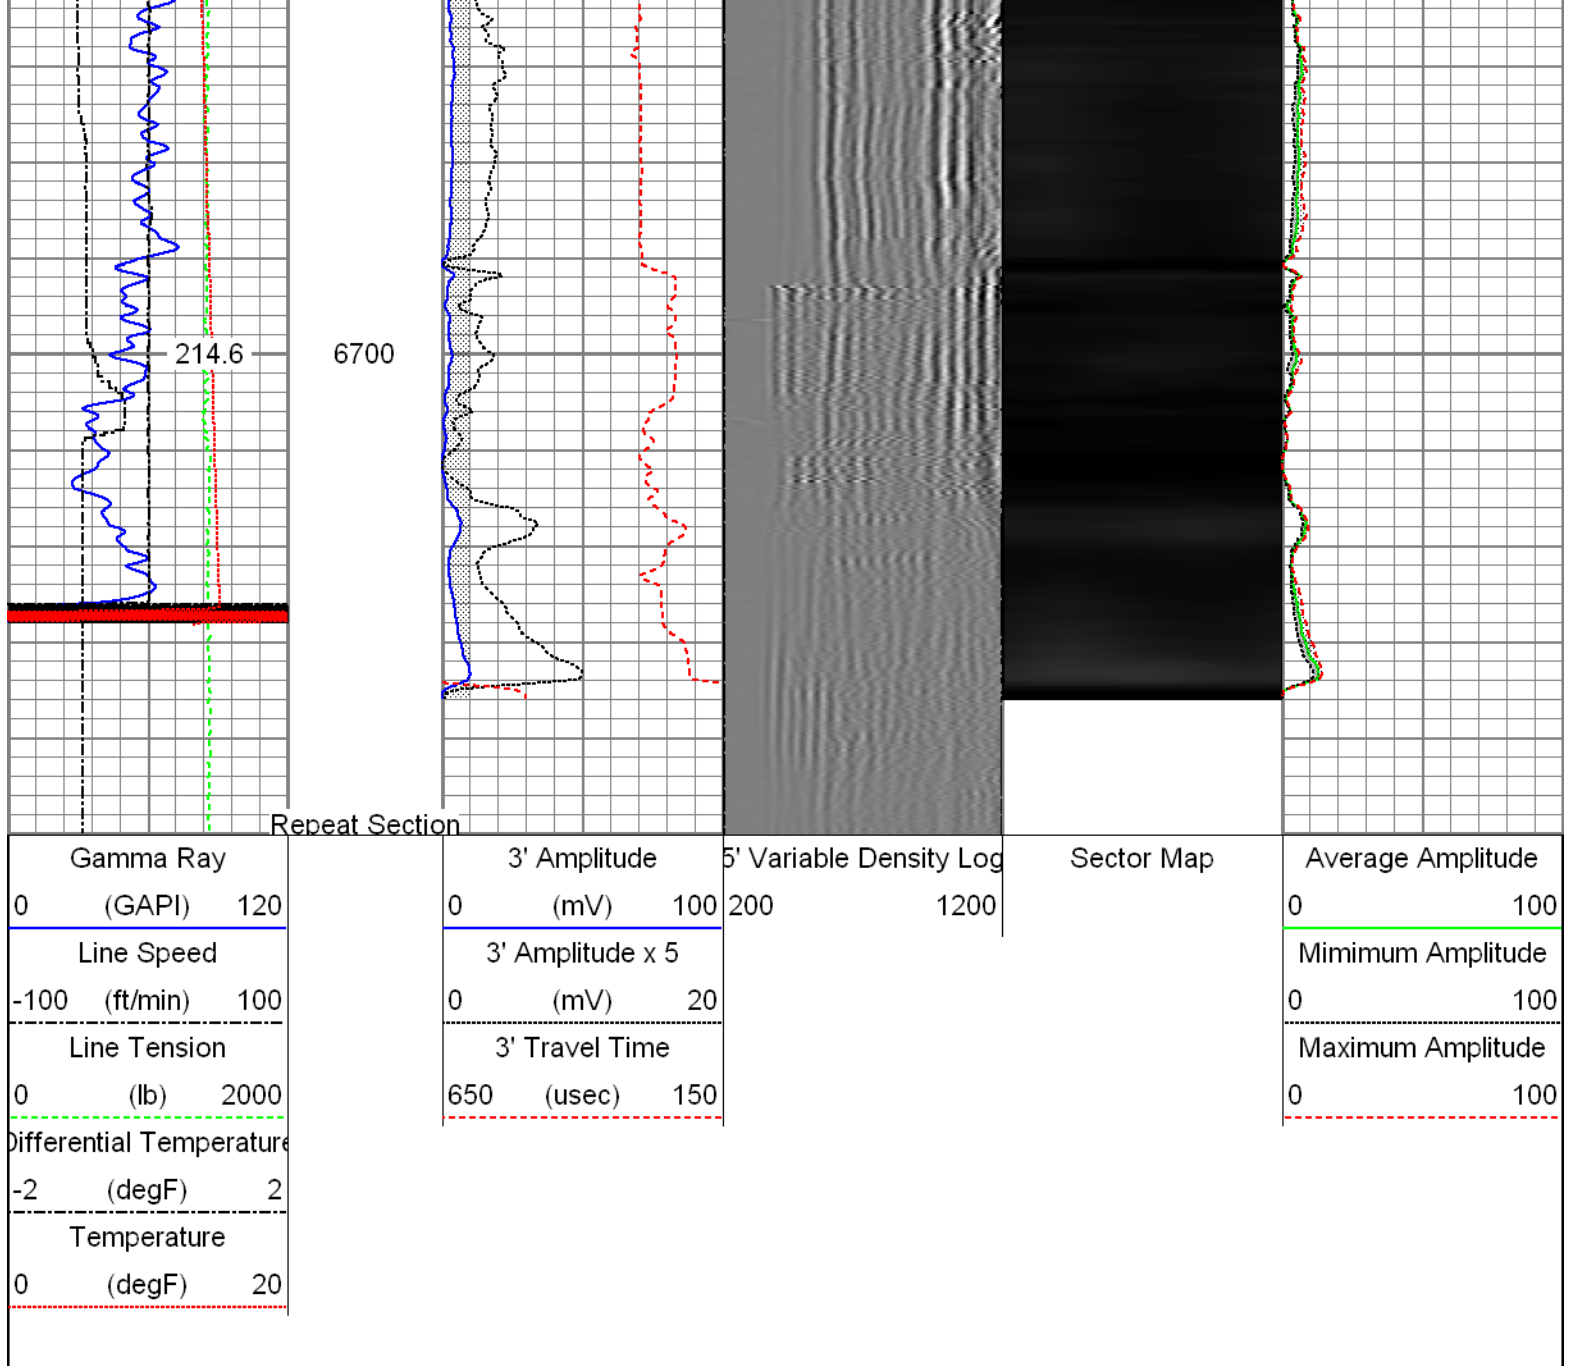 214.6
6700
Repeat Section
Gamma Ray
0 (GAPI) 120
Line Speed
-100 (ft/min) 100
Line Tension
0 (lb) 2000
Differential Temperature
-2 (degF) 2
Temperature
0 (degF) 20
3' Amplitude
0 (mV) 100
3' Amplitude x 5
0 (mV) 20
3' Travel Time
650 (usec) 150
5' Variable Density Log
200 1200
Sector Map
Average Amplitude
0 100
Mimimum Amplitude
0 100
Maximum Amplitude
0 100